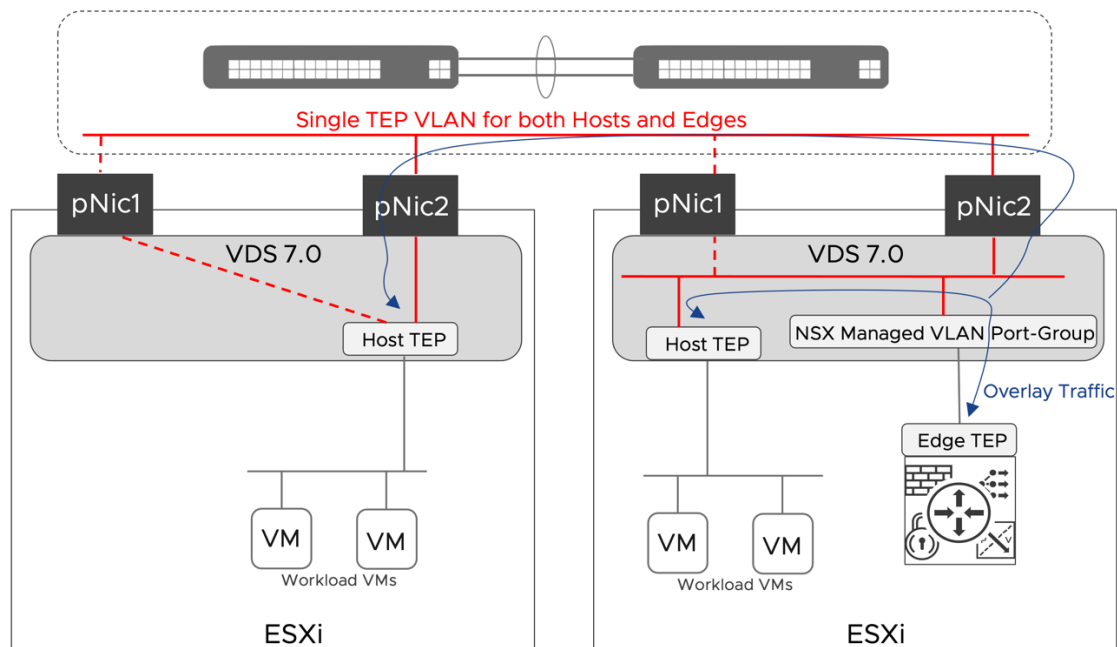 Single TEP VLAN for both Hosts and Edges
pNic1
pNic2
pNic1
pNic2
VDS 7.0
VDS 7.0
Host TEP
Host TEP
NSX Managed VLAN Port-Group
Overlay Traffic
Edge TEP
VM
VM
Workload VMs
VM
VM
Workload VMs
ESXi
ESXi